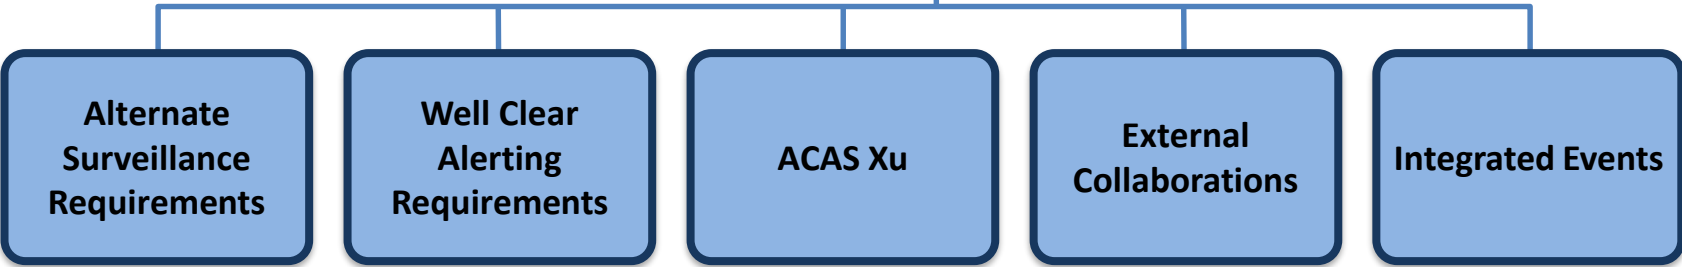 Alternate
Surveillance
Requirements
Well Clear
Alerting
Requirements
ACAS Xu
External
Collaborations
Integrated Events